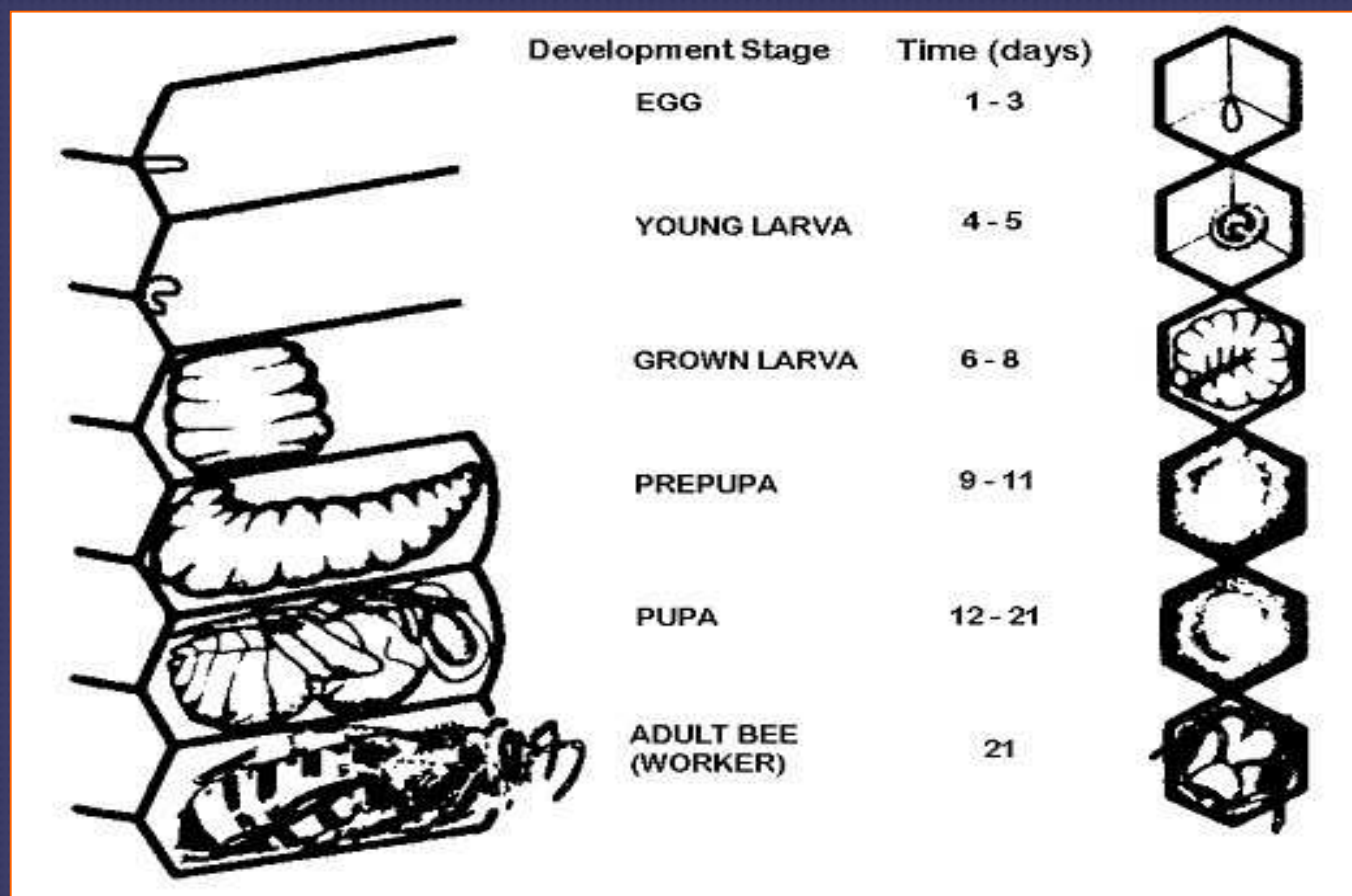 Development Stage Time (days)
EGG 1 - 3
YOUNG LARVA 4 - 5
GROWN LARVA 6 - 8
PREPUPA 9 - 11
PUPA 12 - 21
ADULT BEE
(WORKER) 21